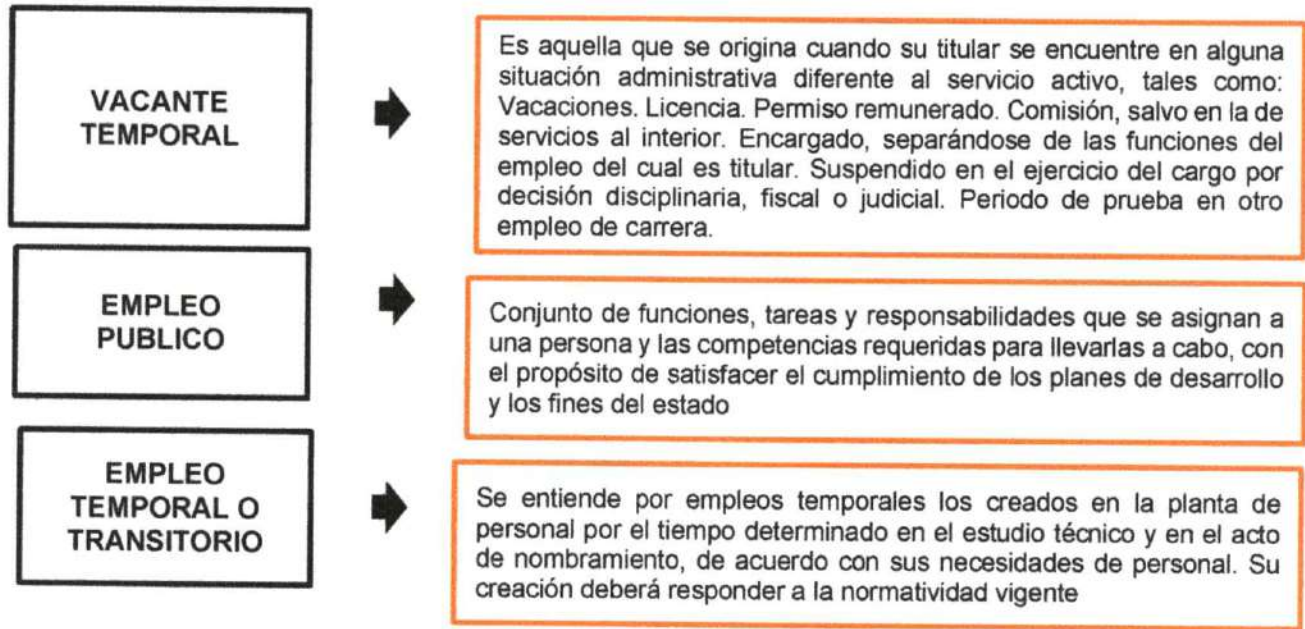 VACANTE
TEMPORAL
Es aquella que se origina cuando su titular se encuentre en alguna
situación administrativa diferente al servicio activo, tales como:
Vacaciones. Licencia. Permiso remunerado. Comisión, salvo en la de
servicios al interior. Encargado, separándose de las funciones del
empleo del cual es titular. Suspendido en el ejercicio del cargo por
decisión disciplinaria, fiscal o judicial. Periodo de prueba en otro
empleo de carrera.
EMPLEO
PUBLICO
Conjunto de funciones, tareas y responsabilidades que se asignan a
una persona y las competencias requeridas para llevarlas a cabo, con
el propósito de satisfacer el cumplimiento de los planes de desarrollo
y los fines del estado
EMPLEO
TEMPORAL O
TRANSITORIO
Se entiende por empleos temporales los creados en la planta de
personal por el tiempo determinado en el estudio técnico y en el acto
de nombramiento, de acuerdo con sus necesidades de personal. Su
creación deberá responder a la normatividad vigente